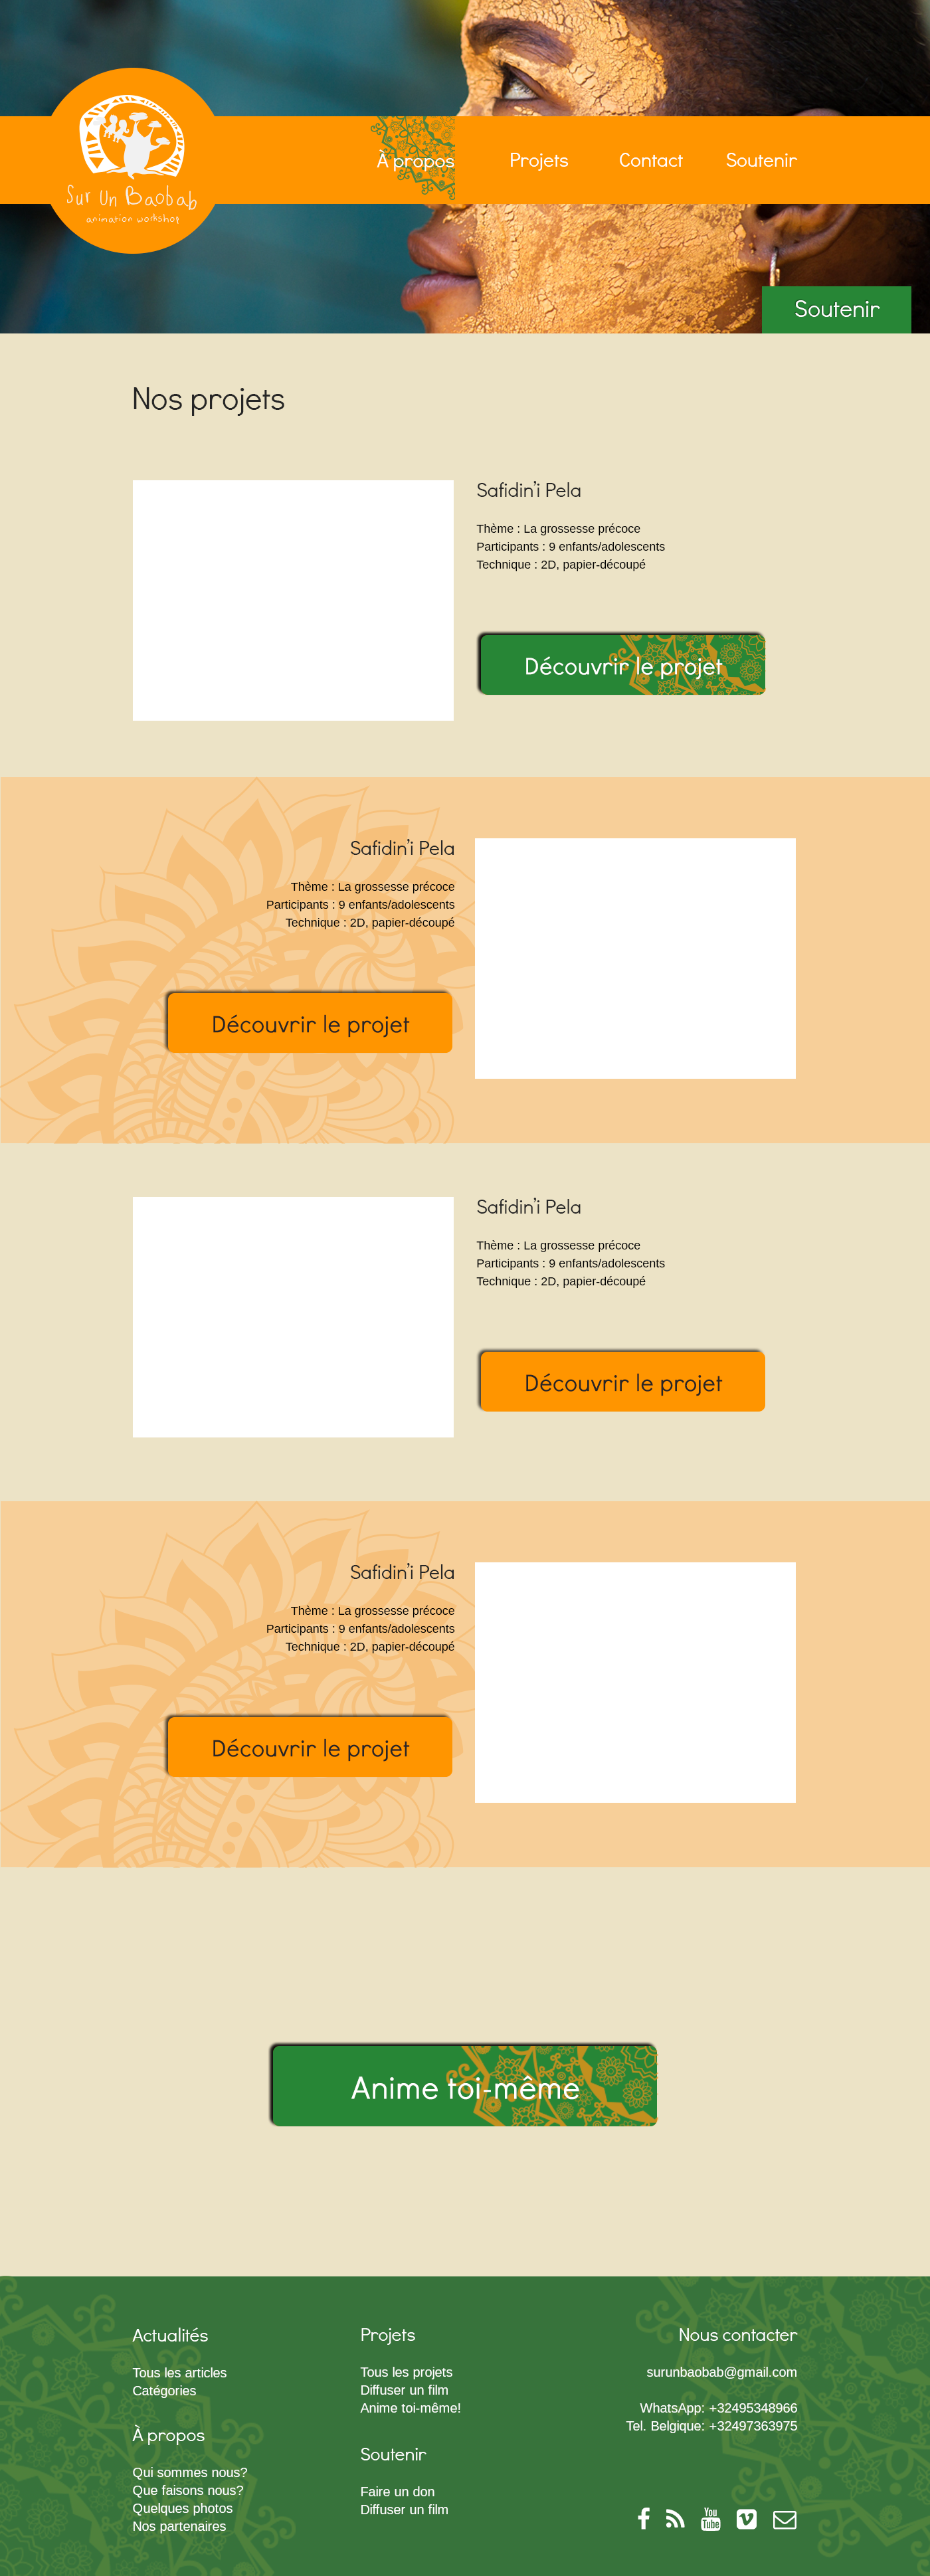 Sur Un Baobab
animation workshop
À propos
Projets
Contact
Soutenir
Soutenir
Nos projets
Safidin'i Pela
Thème : La grossesse précoce
Participants : 9 enfants/adolescents
Technique : 2D, papier-découpé
Découvrir le projet
Safidin'i Pela
Thème : La grossesse précoce
Participants : 9 enfants/adolescents
Technique : 2D, papier-découpé
Découvrir le projet
Safidin'i Pela
Thème : La grossesse précoce
Participants : 9 enfants/adolescents
Technique : 2D, papier-découpé
Découvrir le projet
Safidin'i Pela
Thème : La grossesse précoce
Participants : 9 enfants/adolescents
Technique : 2D, papier-découpé
Découvrir le projet
Anime toi-même
Actualités
Tous les articles
Catégories
À propos
Qui sommes nous?
Que faisons nous?
Quelques photos
Nos partenaires
Projets
Tous les projets
Diffuser un film
Anime toi-même!
Soutenir
Faire un don
Diffuser un film
Nous contacter
surunbaobab@gmail.com
WhatsApp: +32495348966
Tel. Belgique: +32497363975
You
Tube